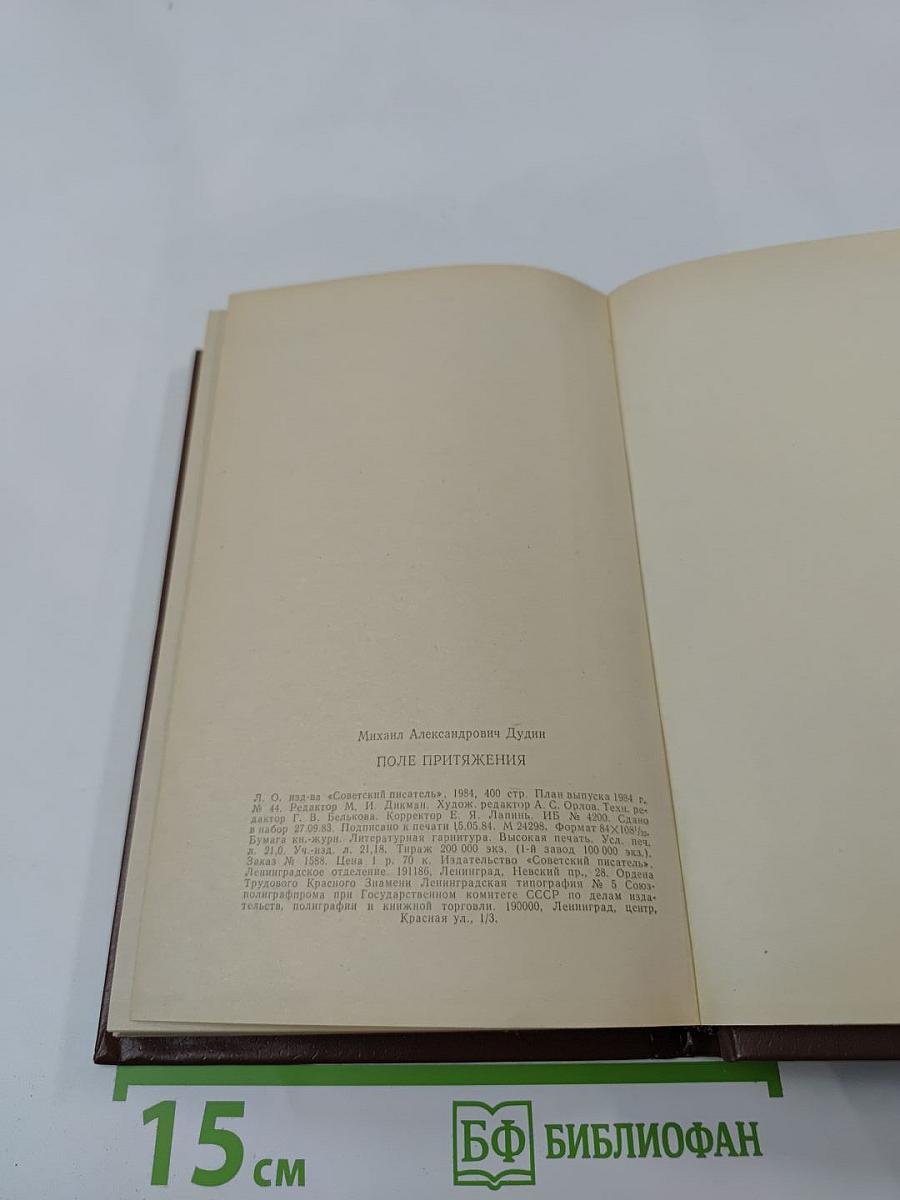 Михаил Александрович Дудин
ПОЛЕ ПРИТЯЖЕНИЯ
Л. О. изд-ва «Советский писатель», 1984, 400 стр. План выпуска 1984 г.,
№ 44. Редактор М. И. Дикман. Худож. редактор А. С. Орлов. Техн. ре-
дактор Г. В. Белькова. Корректор Е. Я. Лапинь. ИБ № 4200. Сдано
в набор 27.09.83. Подписано к печати 15.05.84. М 24298. Формат 84×108¹/₃₂.
Бумага кн.-журн. Литературная гарнитура. Высокая печать. Усл. печ.
л. 21,0. Уч.-изд. л. 21,18. Тираж 200 000 экз. (1-й завод 100 000 экз.).
Заказ № 1588. Цена 1 р. 70 к. Издательство «Советский писатель».
Ленинградское отделение. 191186, Ленинград, Невский пр., 28. Ордена
Трудового Красного Знамени Ленинградская типография № 5 Союз-
полиграфпрома при Государственном комитете СССР по делам изда-
тельств, полиграфии и книжной торговли. 190000, Ленинград, центр,
Красная ул., 1/3.
15 см
БФ БИБЛИОФАН